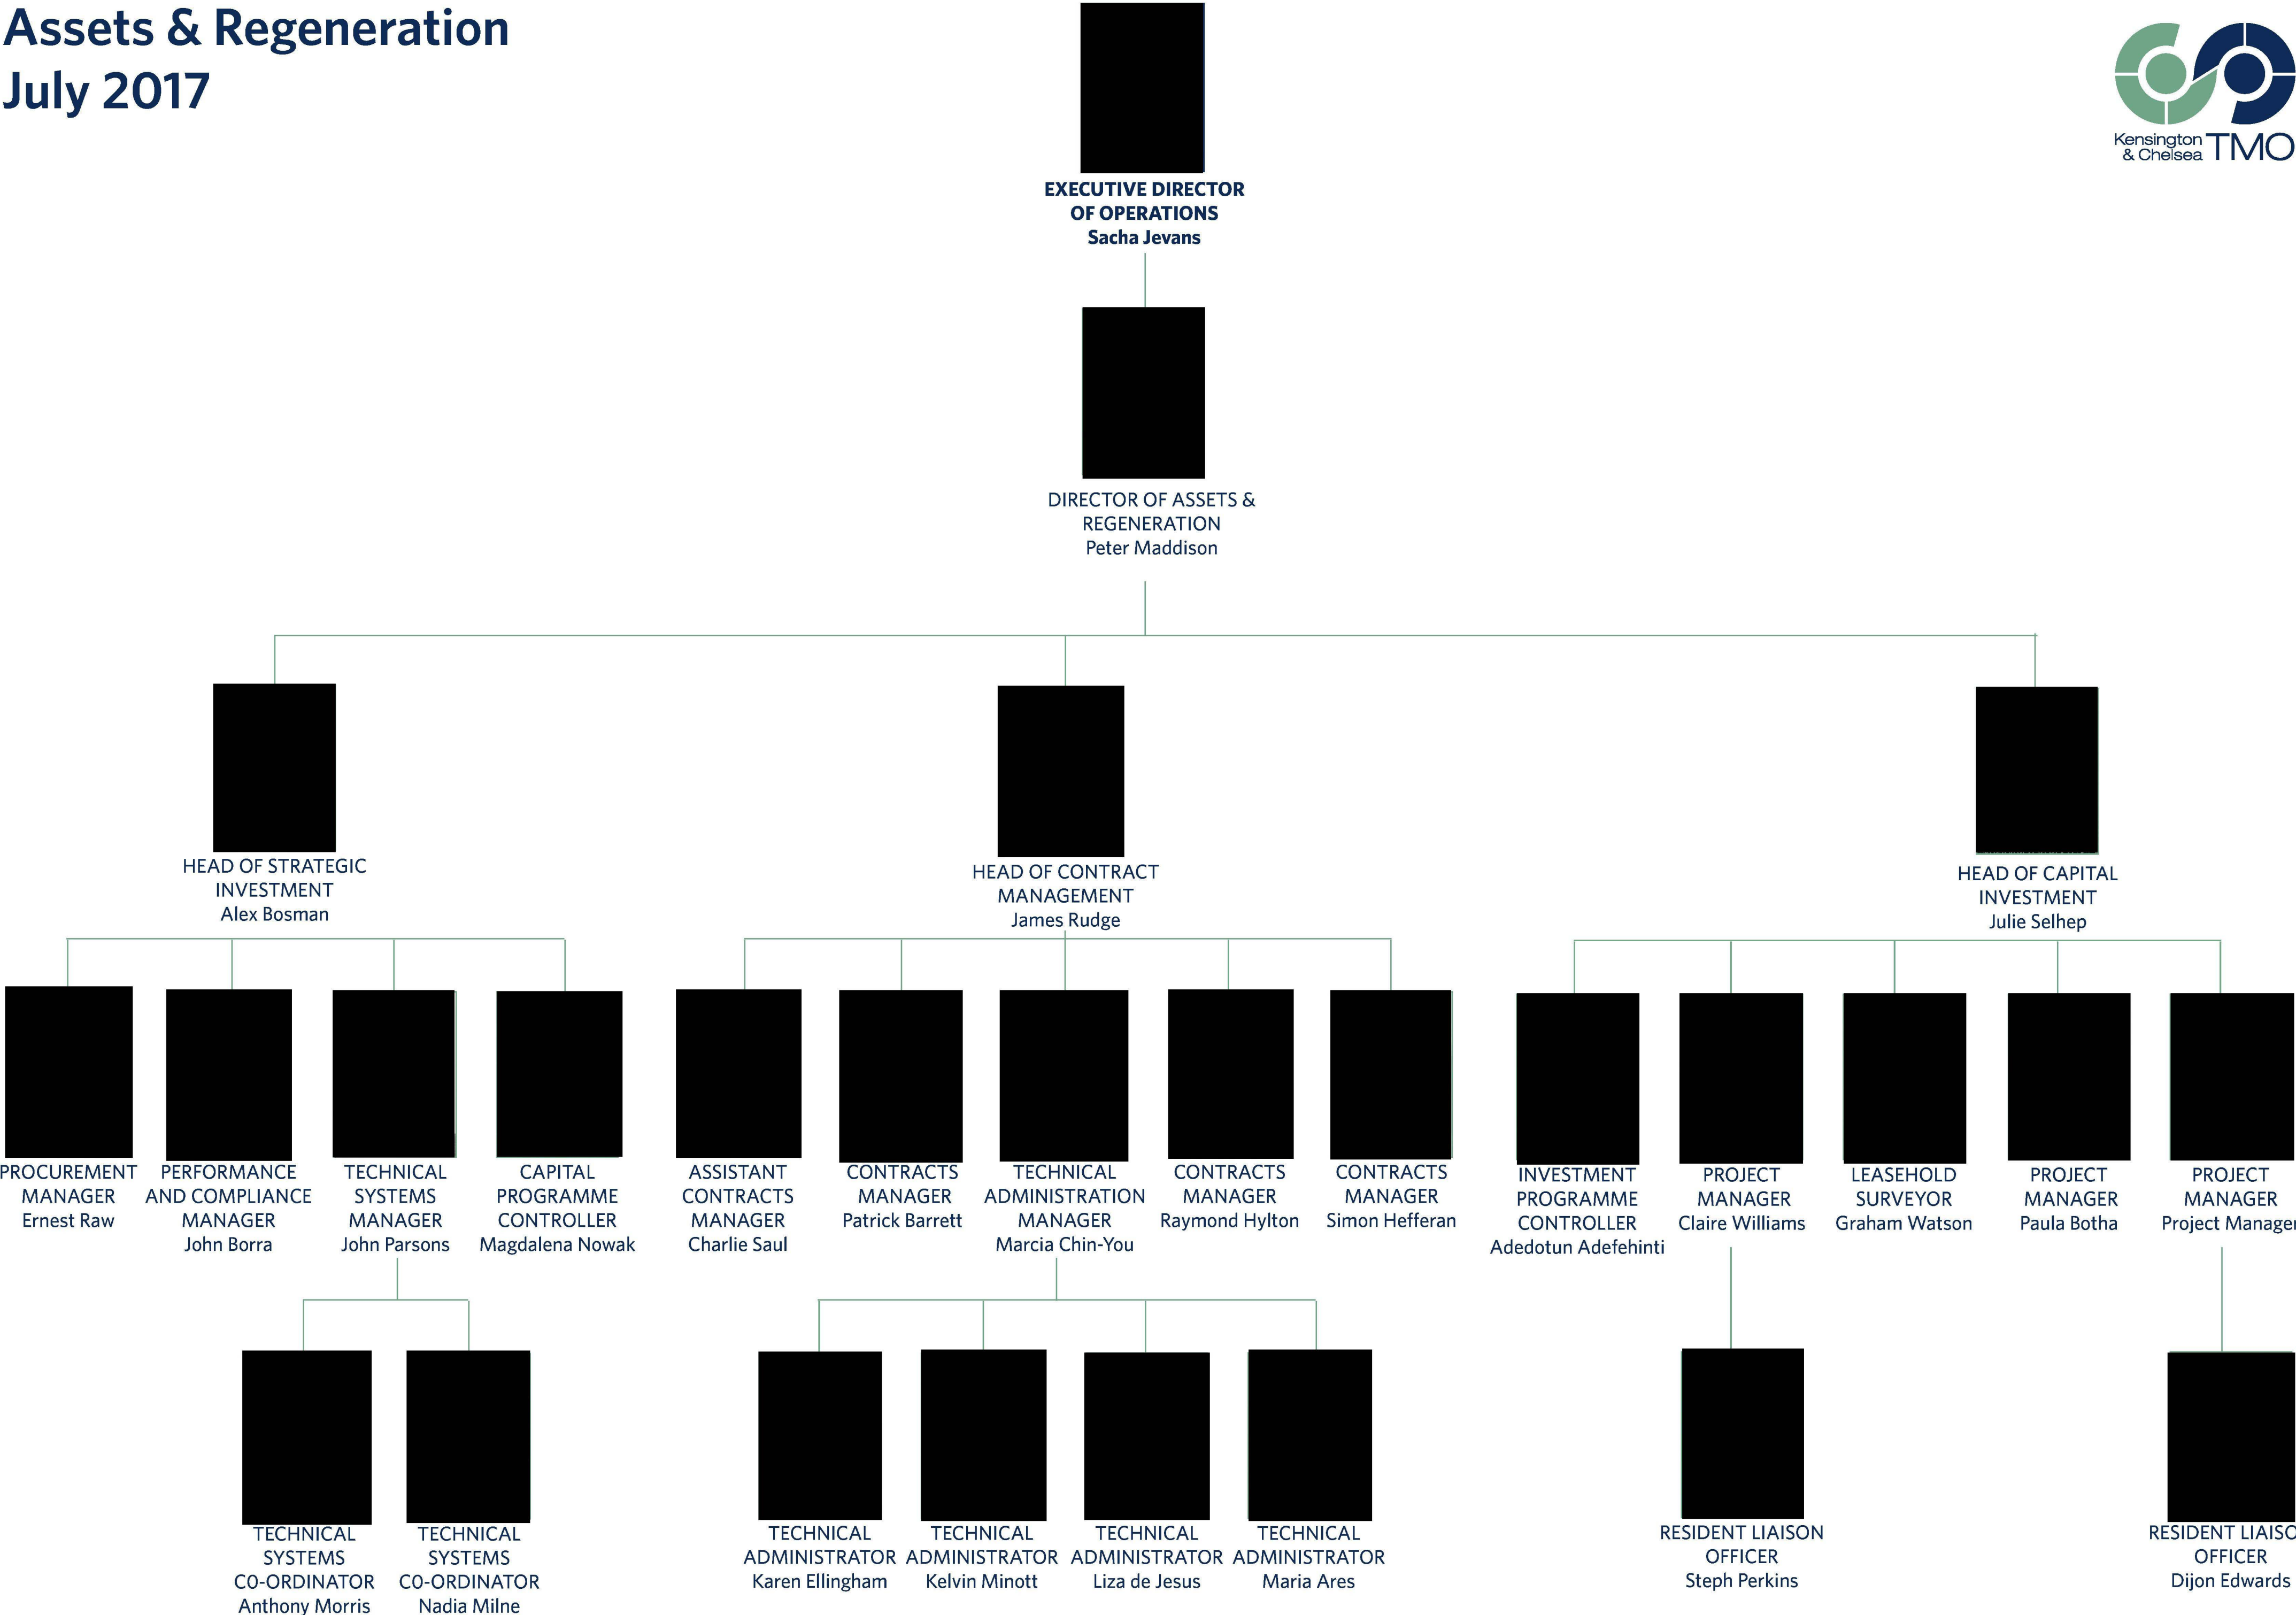 Assets & Regeneration
July 2017
Kensington
& Chelsea TMO
EXECUTIVE DIRECTOR
OF OPERATIONS
Sacha Jevans
DIRECTOR OF ASSETS &
REGENERATION
Peter Maddison
HEAD OF STRATEGIC
INVESTMENT
Alex Bosman
HEAD OF CONTRACT
MANAGEMENT
James Rudge
HEAD OF CAPITAL
INVESTMENT
Julie Selhep
PROCUREMENT
MANAGER
Ernest Raw
PERFORMANCE
AND COMPLIANCE
MANAGER
John Borra
TECHNICAL
SYSTEMS
MANAGER
John Parsons
CAPITAL
PROGRAMME
CONTROLLER
Magdalena Nowak
ASSISTANT
CONTRACTS
MANAGER
Charlie Saul
CONTRACTS
MANAGER
Patrick Barrett
TECHNICAL
ADMINISTRATION
MANAGER
Marcia Chin-You
CONTRACTS
MANAGER
Raymond Hylton
CONTRACTS
MANAGER
Simon Hefferan
INVESTMENT
PROGRAMME
CONTROLLER
Adedotun Adefehinti
PROJECT
MANAGER
Claire Williams
LEASEHOLD
SURVEYOR
Graham Watson
PROJECT
MANAGER
Paula Botha
PROJECT
MANAGER
Project Manager
TECHNICAL
SYSTEMS
C0-ORDINATOR
Anthony Morris
TECHNICAL
SYSTEMS
C0-ORDINATOR
Nadia Milne
TECHNICAL
ADMINISTRATOR
Karen Ellingham
TECHNICAL
ADMINISTRATOR
Kelvin Minott
TECHNICAL
ADMINISTRATOR
Liza de Jesus
TECHNICAL
ADMINISTRATOR
Maria Ares
RESIDENT LIAISON
OFFICER
Steph Perkins
RESIDENT LIAISO
OFFICER
Dijon Edwards